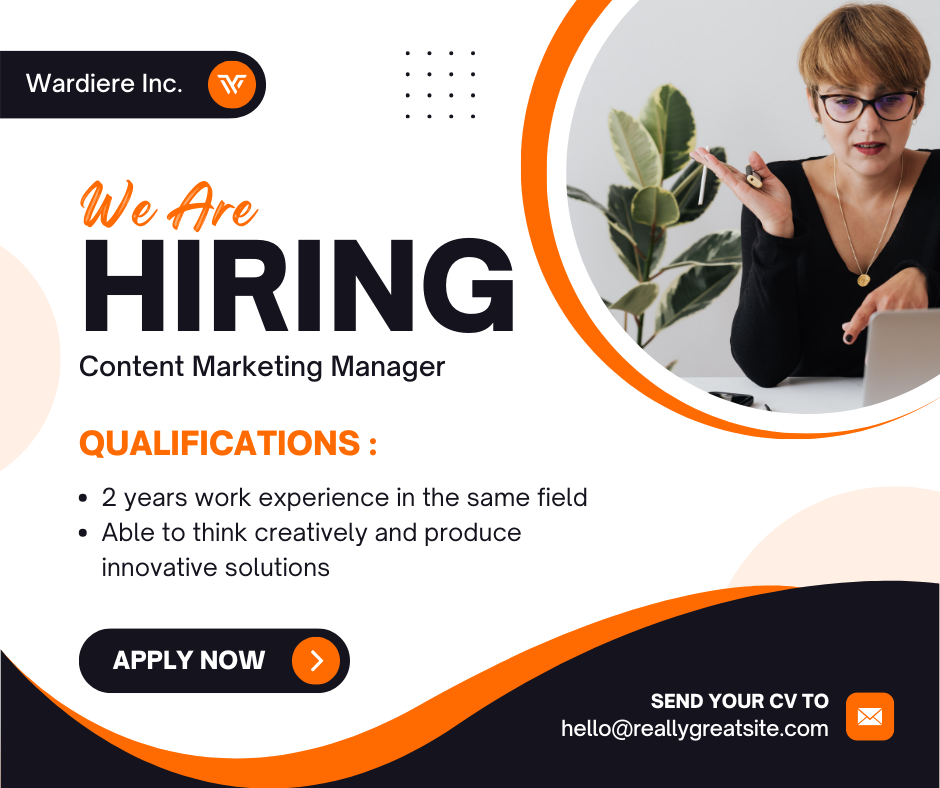 Wardiere Inc.
We Are
HIRING
Content Marketing Manager
QUALIFICATIONS :
• 2 years work experience in the same field
• Able to think creatively and produce
innovative solutions
APPLY NOW
SEND YOUR CV TO
hello@reallygreatsite.com